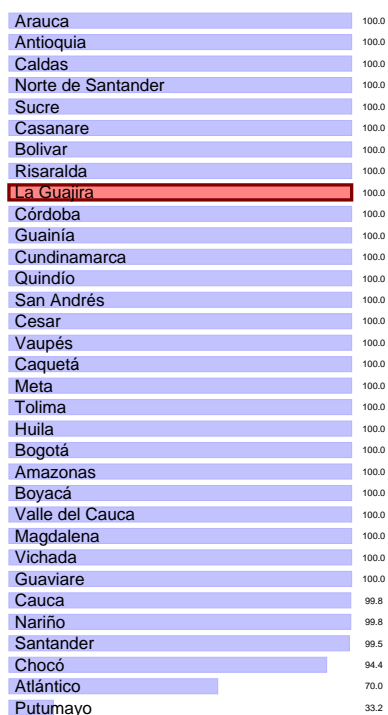 Arauca 100.0
Antioquia 100.0
Caldas 100.0
Norte de Santander 100.0
Sucre 100.0
Casanare 100.0
Bolivar 100.0
Risaralda 100.0
La Guajira 100.0
Córdoba 100.0
Guainía 100.0
Cundinamarca 100.0
Quindío 100.0
San Andrés 100.0
Cesar 100.0
Vaupés 100.0
Caquetá 100.0
Meta 100.0
Tolima 100.0
Huila 100.0
Bogotá 100.0
Amazonas 100.0
Boyacá 100.0
Valle del Cauca 100.0
Magdalena 100.0
Vichada 100.0
Guaviare 100.0
Cauca 99.8
Nariño 99.8
Santander 99.5
Chocó 94.4
Atlántico 70.0
Putumayo 33.2